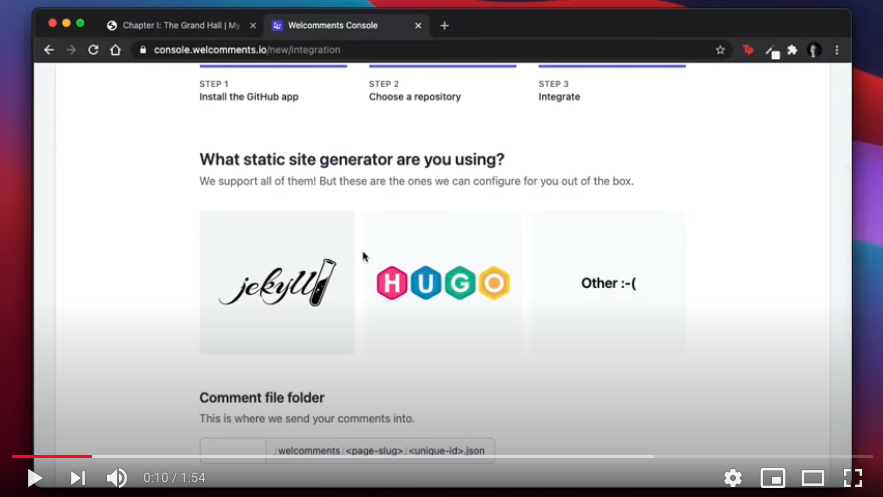 Chapter I: The Grand Hall | My
Welcomments Console
console.welcomments.io/new/integration
STEP 1
Install the GitHub app
STEP 2
Choose a repository
STEP 3
Integrate
What static site generator are you using?
We support all of them! But these are the ones we can configure for you out of the box.
jekyll
HUGO
Other :-(
Comment file folder
This is where we send your comments into.
/welcomments/<page-slug>/<unique-id>.json
0:10 / 1:54